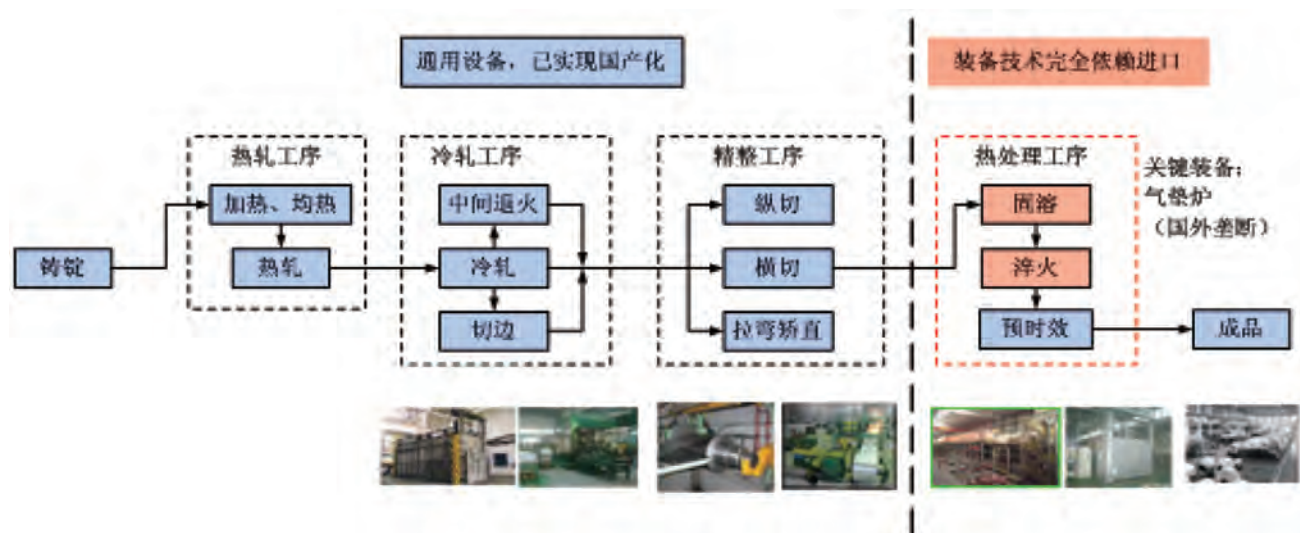 通用设备，已实现国产化
装备技术完全依赖进口
热轧工序
冷轧工序
精整工序
热处理工序
关键装备：
气垫炉
（国外垄断）
加热、均热
中间退火
纵切
固溶
铸锭
热轧
冷轧
横切
淬火
切边
拉弯矫直
预时效
成品